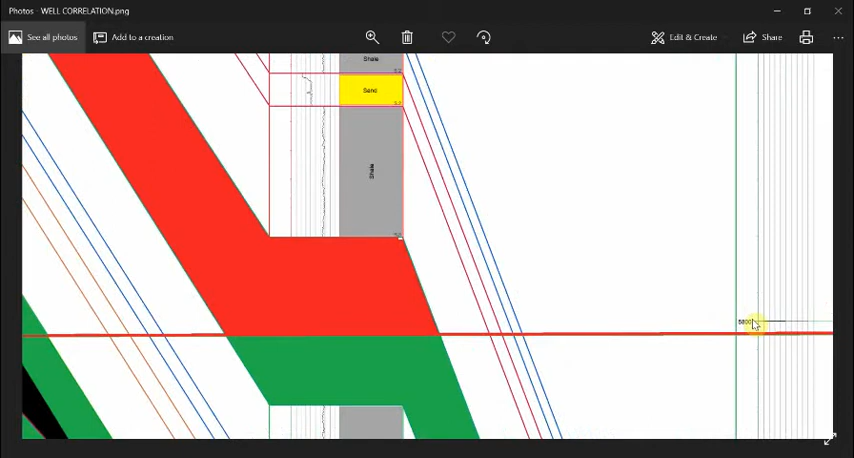 Photos - WELL CORRELATION.png
See all photos
Add to a creation
Edit & Create
Share
Shale
Sand
Shale